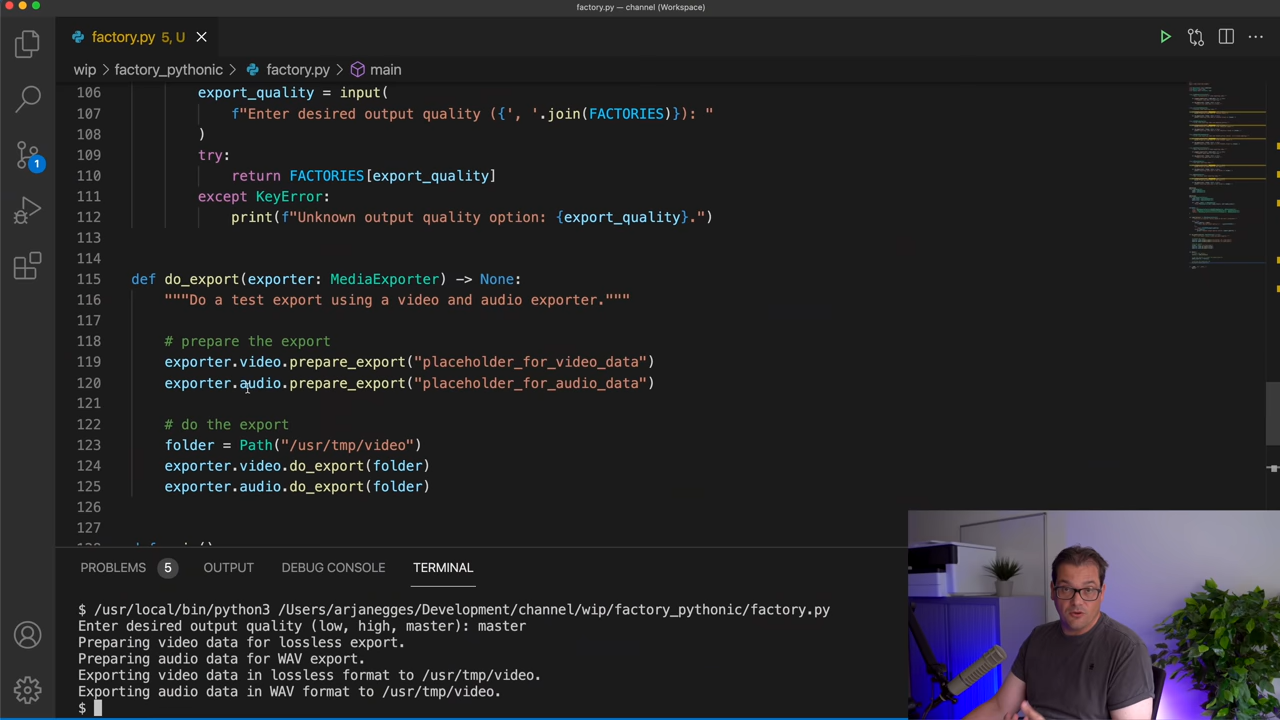 factory.py — channel (Workspace)
factory.py 5, U
wip > factory_pythonic > factory.py > main
106 export_quality = input(
107 f"Enter desired output quality ({', '.join(FACTORIES)}): "
108 )
109 try:
110 return FACTORIES[export_quality]
111 except KeyError:
112 print(f"Unknown output quality option: {export_quality}.")
113
114
115 def do_export(exporter: MediaExporter) -> None:
116 """Do a test export using a video and audio exporter."""
117
118 # prepare the export
119 exporter.video.prepare_export("placeholder_for_video_data")
120 exporter.audio.prepare_export("placeholder_for_audio_data")
121
122 # do the export
123 folder = Path("/usr/tmp/video")
124 exporter.video.do_export(folder)
125 exporter.audio.do_export(folder)
126
127
1
PROBLEMS 5 OUTPUT DEBUG CONSOLE TERMINAL
$ /usr/local/bin/python3 /Users/arjanegges/Development/channel/wip/factory_pythonic/factory.py
Enter desired output quality (low, high, master): master
Preparing video data for lossless export.
Preparing audio data for WAV export.
Exporting video data in lossless format to /usr/tmp/video.
Exporting audio data in WAV format to /usr/tmp/video.
$